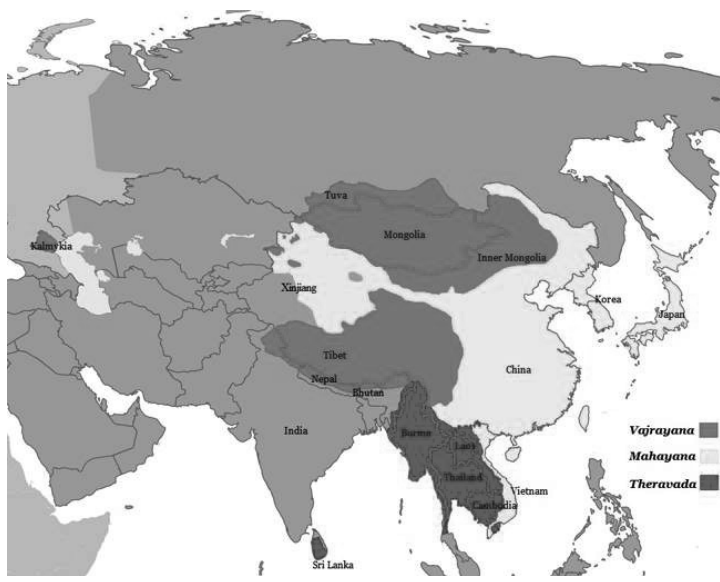 Tuva
Kalmykia
Mongolia
Inner Mongolia
Xinjiang
Korea
Japan
Tibet
China
Nepal
Bhutan
India
Burma
Laos
Thailand
Cambodia
Vietnam
Sri Lanka
Vajrayana
Mahayana
Theravada